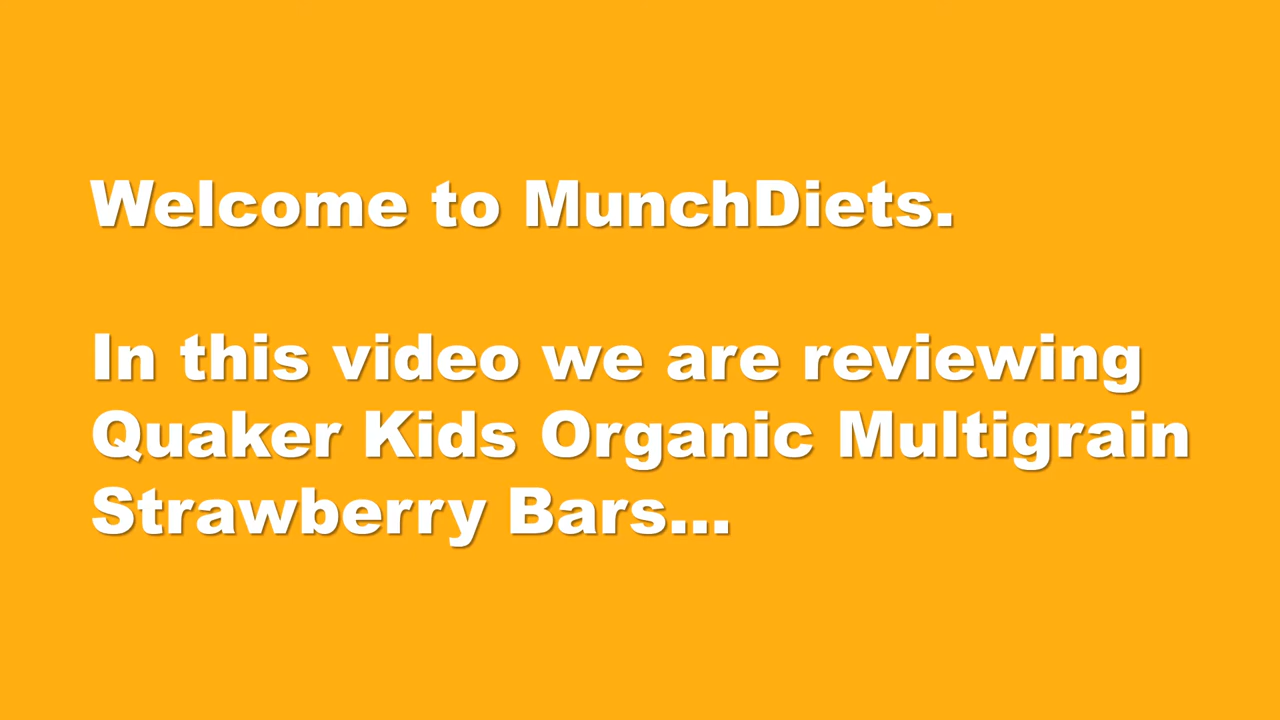 Welcome to MunchDiets.
In this video we are reviewing
Quaker Kids Organic Multigrain
Strawberry Bars...